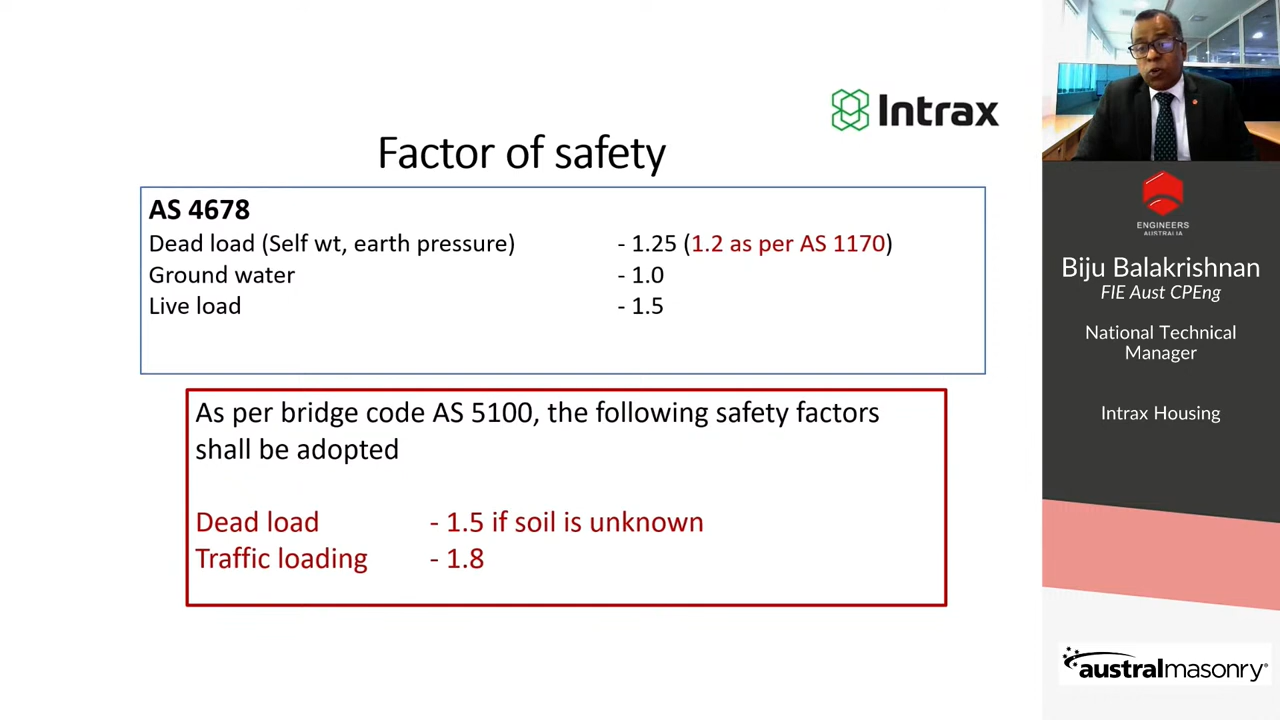 Intrax
Factor of safety
AS 4678
Dead load (Self wt, earth pressure) - 1.25 (1.2 as per AS 1170)
Ground water - 1.0
Live load - 1.5
As per bridge code AS 5100, the following safety factors
shall be adopted
Dead load - 1.5 if soil is unknown
Traffic loading - 1.8
ENGINEERS
AUSTRALIA
Biju Balakrishnan
FIE Aust CPEng
National Technical
Manager
Intrax Housing
australmasonry®